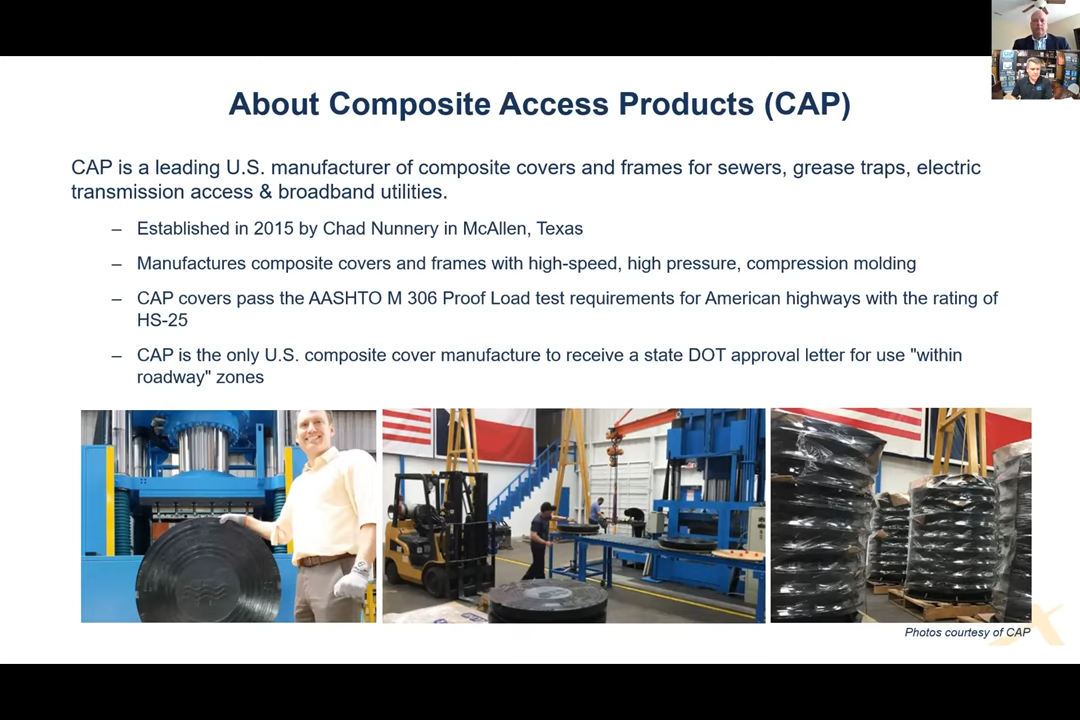 About Composite Access Products (CAP)
CAP is a leading U.S. manufacturer of composite covers and frames for sewers, grease traps, electric
transmission access & broadband utilities.
– Established in 2015 by Chad Nunnery in McAllen, Texas
– Manufactures composite covers and frames with high-speed, high pressure, compression molding
– CAP covers pass the AASHTO M 306 Proof Load test requirements for American highways with the rating of
HS-25
– CAP is the only U.S. composite cover manufacture to receive a state DOT approval letter for use "within
roadway" zones
Photos courtesy of CAP